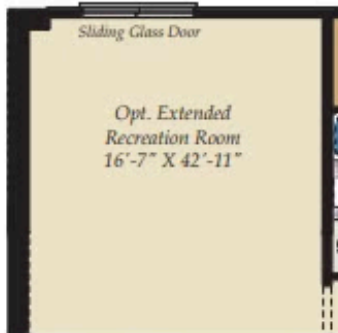 Sliding Glass Door
Opt. Extended
Recreation Room
16'-7" X 42'-11"